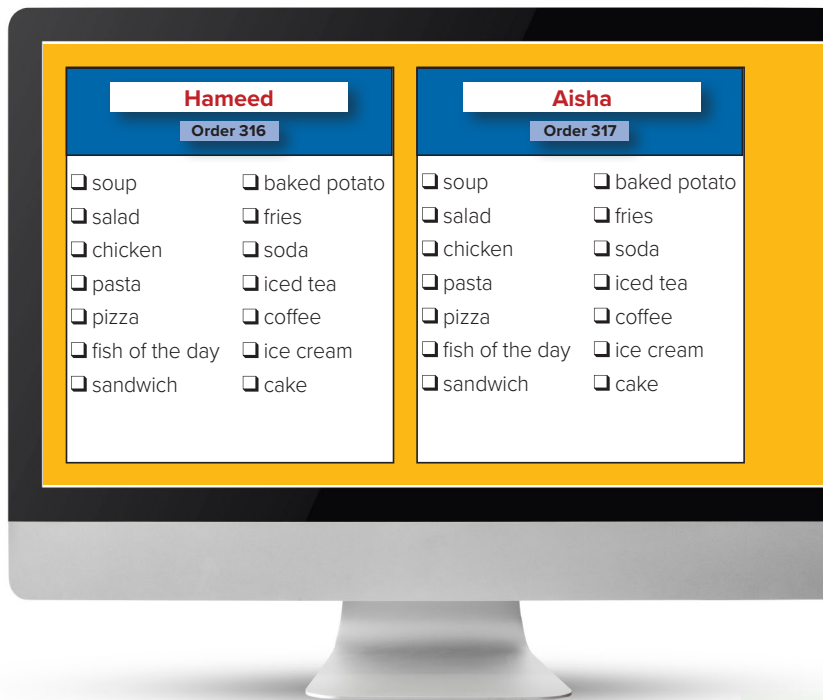 Hameed
Order 316
❑ soup
❑ salad
❑ chicken
❑ pasta
❑ pizza
❑ fish of the day
❑ sandwich
❑ baked potato
❑ fries
❑ soda
❑ iced tea
❑ coffee
❑ ice cream
❑ cake
Aisha
Order 317
❑ soup
❑ salad
❑ chicken
❑ pasta
❑ pizza
❑ fish of the day
❑ sandwich
❑ baked potato
❑ fries
❑ soda
❑ iced tea
❑ coffee
❑ ice cream
❑ cake